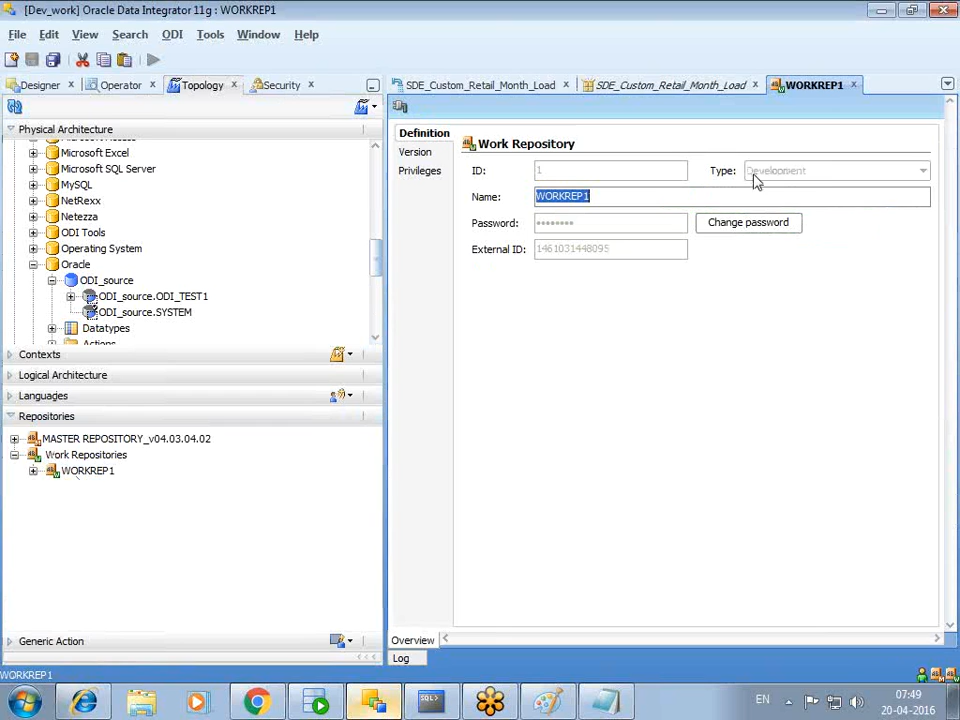 [Dev_work] Oracle Data Integrator 11g : WORKREP1
File Edit View Search ODI Tools Window Help
Designer Operator Topology Security
SDE_Custom_Retail_Month_Load SDE_Custom_Retail_Month_Load WORKREP1
Physical Architecture
Microsoft Excel
Microsoft SQL Server
MySQL
NetRexx
Netezza
ODI Tools
Operating System
Oracle
ODI_source
ODI_source.ODI_TEST1
ODI_source.SYSTEM
Datatypes
Actions
Contexts
Logical Architecture
Languages
Repositories
MASTER REPOSITORY_v04.03.04.02
Work Repositories
WORKREP1
Generic Action
WORKREP1
Definition
Version
Privileges
Work Repository
ID: 1 Type: Development
Name: WORKREP1
Password: •••••••• Change password
External ID: 1461031448095
Overview
Log
SQL>
EN
07:49
20-04-2016